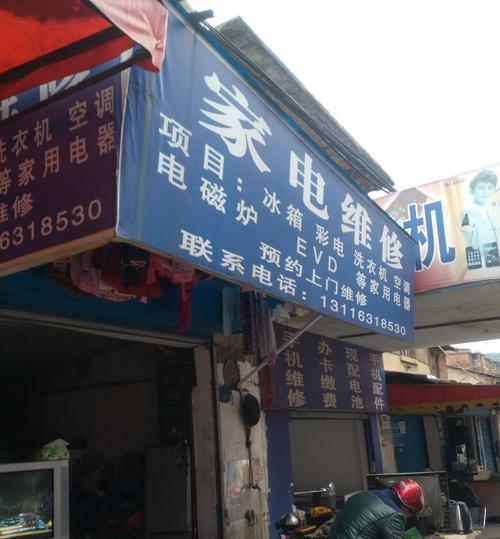 家电维修
项目：冰箱 彩电 洗衣机 空调
电磁炉 EVD 等家用电器
预约上门维修
联系电话：13116318530
洗衣机 空调
等家用电器
维修
16318530
机
手机维修
办卡缴费
现配电池
手机配件